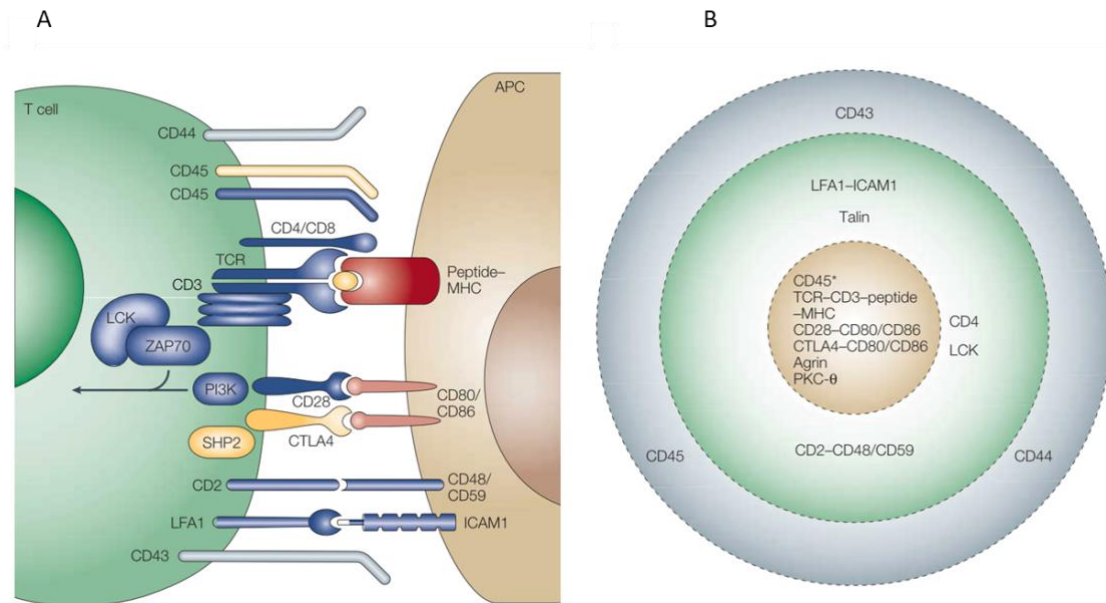 A
B
T cell
APC
CD44
CD45
CD45
CD4/CD8
TCR
CD3
Peptide–
MHC
LCK
ZAP70
PI3K
CD28
CD80/
CD86
SHP2
CTLA4
CD2
CD48/
CD59
LFA1
ICAM1
CD43
CD43
LFA1–ICAM1
Talin
CD45*
TCR–CD3–peptide
–MHC
CD28–CD80/CD86
CTLA4–CD80/CD86
Agrin
PKC-θ
CD4
LCK
CD2–CD48/CD59
CD45
CD44